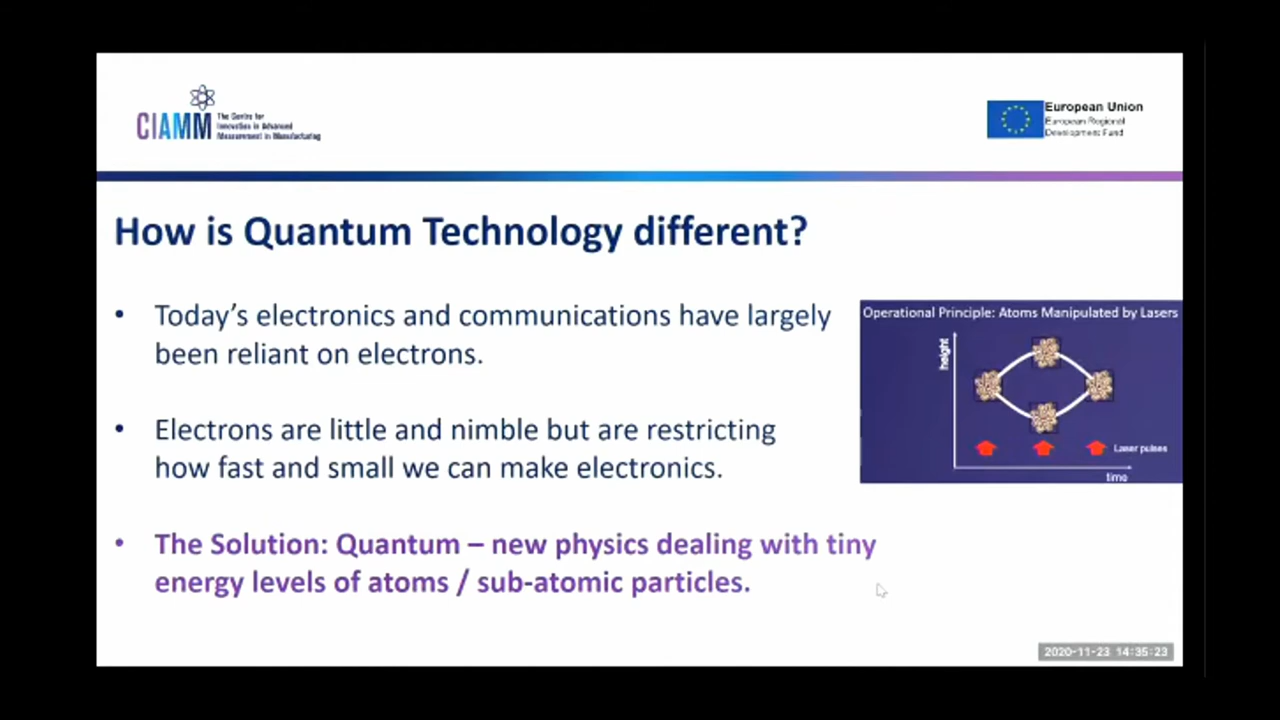 CIAMM
The Centre for
Innovation in Advanced
Measurement in Manufacturing
European Union
European Regional
Development Fund
How is Quantum Technology different?
• Today's electronics and communications have largely
been reliant on electrons.
• Electrons are little and nimble but are restricting
how fast and small we can make electronics.
• The Solution: Quantum – new physics dealing with tiny
energy levels of atoms / sub-atomic particles.
Operational Principle: Atoms Manipulated by Lasers
height
Laser pulses
time
2020-11-23 14:35:23